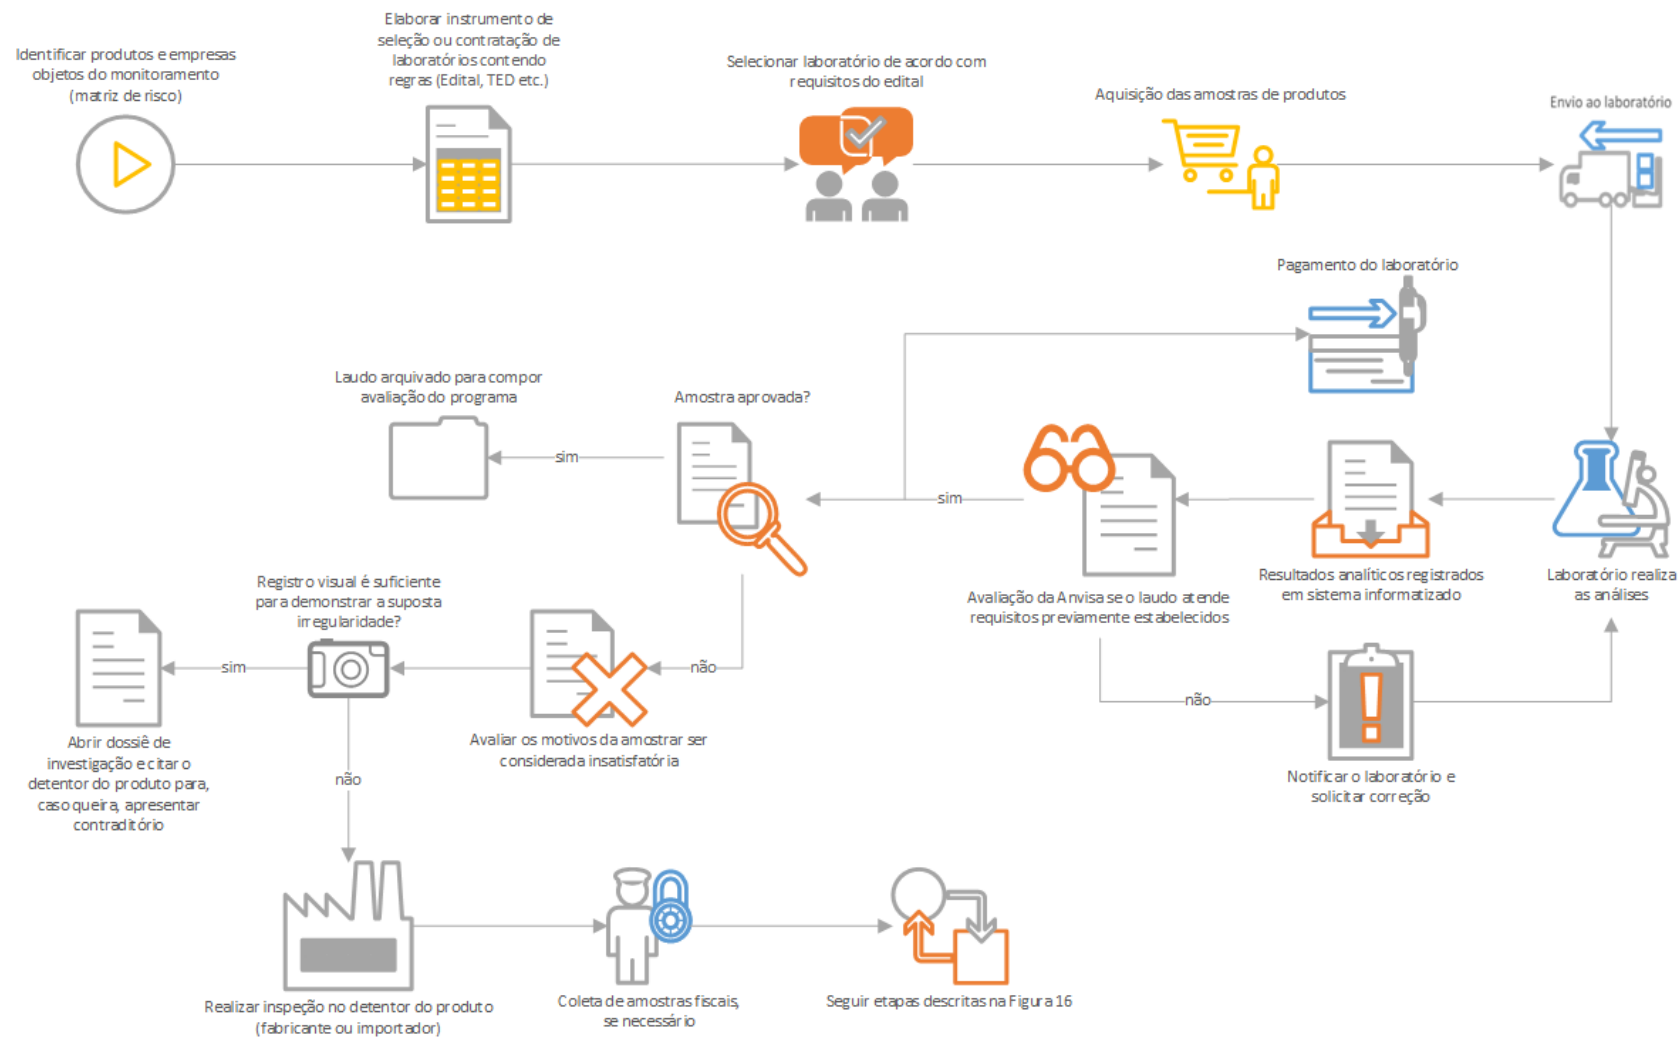 Identificar produtos e empresas
objetos do monitoramento
(matriz de risco)
Elaborar instrumento de
seleção ou contratação de
laboratórios contendo
regras (Edital, TED etc.)
Selecionar laboratório de acordo com
requisitos do edital
Aquisição das amostras de produtos
Envio ao laboratório
Pagamento do laboratório
Laudo arquivado para compor
avaliação do programa
Amostra aprovada?
sim
sim
Avaliação da Anvisa se o laudo atende
requisitos previamente estabelecidos
Resultados analíticos registrados
em sistema informatizado
Laboratório realiza
as análises
Registro visual é suficiente
para demonstrar a suposta
irregularidade?
sim
não
não
Abrir dossiê de
investigação e citar o
detentor do produto para,
caso queira, apresentar
contraditório
Avaliar os motivos da amostrar ser
considerada insatisfatória
não
Notificar o laboratório e
solicitar correção
Realizar inspeção no detentor do produto
(fabricante ou importador)
Coleta de amostras fiscais,
se necessário
Seguir etapas descritas na Figura 16